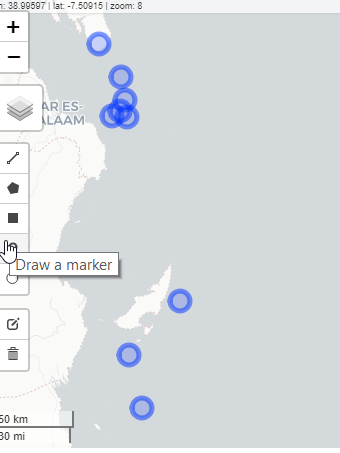 n: 38.99597 | lat: -7.50915 | zoom: 8
+
−
AR ES-
ALAAM
Draw a marker
50 km
30 mi